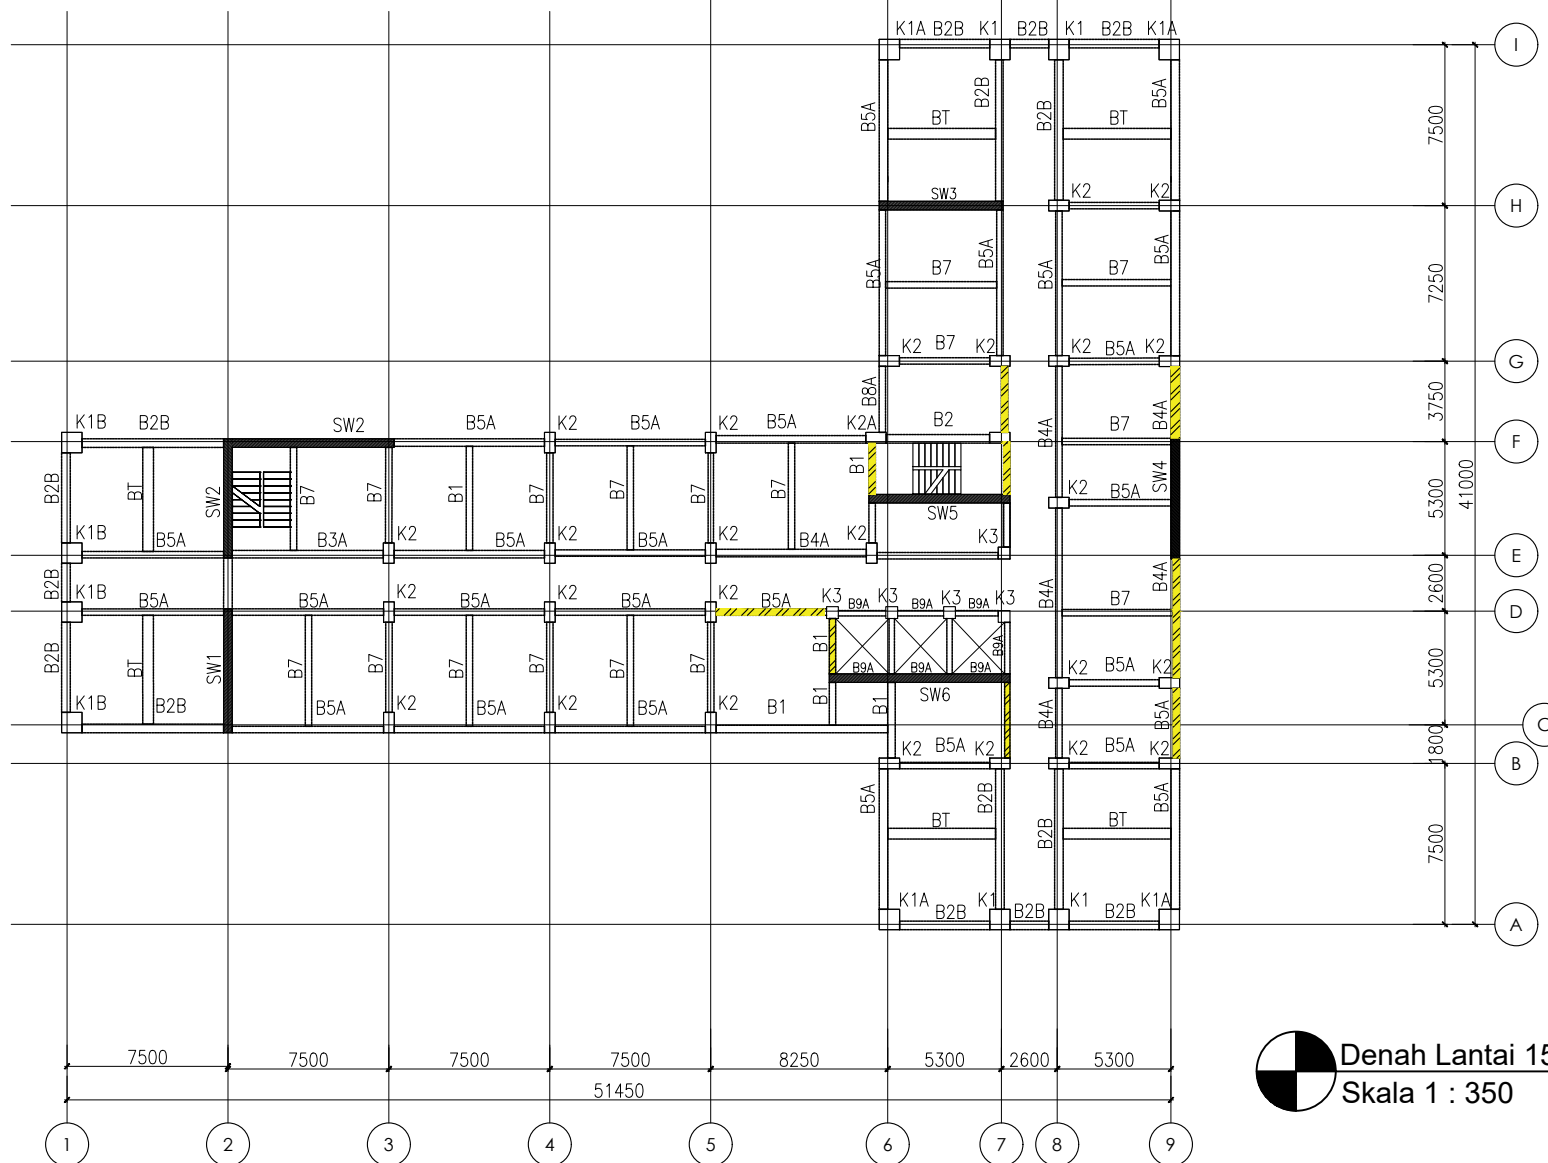 K1A B2B K1 B2B K1 B2B K1A I
B5A B2B B2B B5A
BT BT
7500
SW3 K2 K2 H
B5A B7 B5A B5A B7 B5A
7250
K2 B7 K2 K2 B5A K2 G
B8A B4A B4A
3750
K1B B2B SW2 B5A K2 B5A K2 B5A K2A B2 B7 F
B2B BT SW2 B7 B7 B1 B7 B7 B7 B1 SW4
K2 B5A
SW5
5300
41000
K1B B5A B3A K2 B5A K2 B5A K2 B4A K3 E
B2B B4A B4A
2600
K1B B5A B5A K2 B5A K2 B5A K2 B5A K3 B9A K3 B9A K3 B9A K3 B7 D
B2B BT SW1 B7 B7 B7 B7 B7 B7 B1 B9A
B9A B9A B9A K2 B5A K2
SW6
5300
K1B B2B B5A K2 B5A K2 B5A K2 B1 B1 B1 B4A B5A
1800
K2 B5A K2 K2 B5A K2 B
B5A B2B B2B B5A
BT BT
7500
K1A B2B K1 B2B K1 B2B K1A A
7500 7500 7500 7500 8250 5300 2600 5300
51450
Denah Lantai 15
Skala 1 : 350
1 2 3 4 5 6 7 8 9